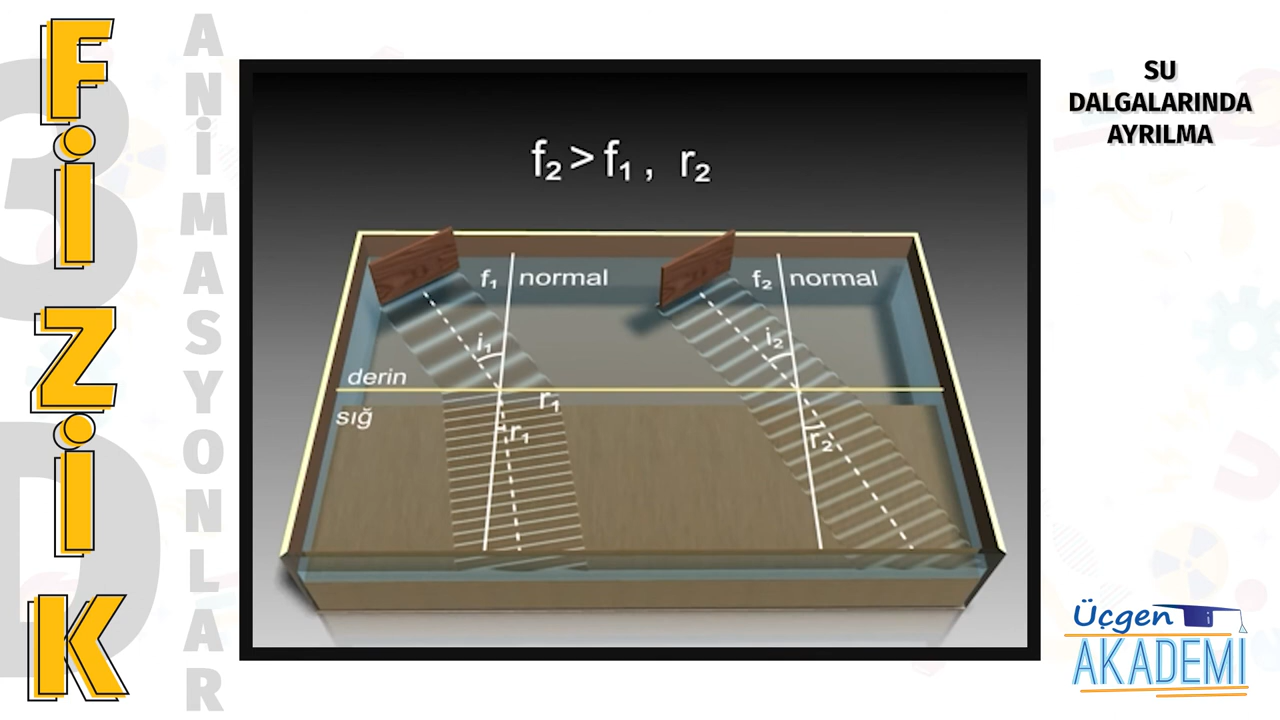 FİZİK
3D
ANİMASYONLAR
SU
DALGALARINDA
AYRILMA
f₂ > f₁ , r₂
f₁ normal
f₂ normal
i₁
i₂
derin
sığ
r₁
r₁
r₂
Üçgen
AKADEMİ